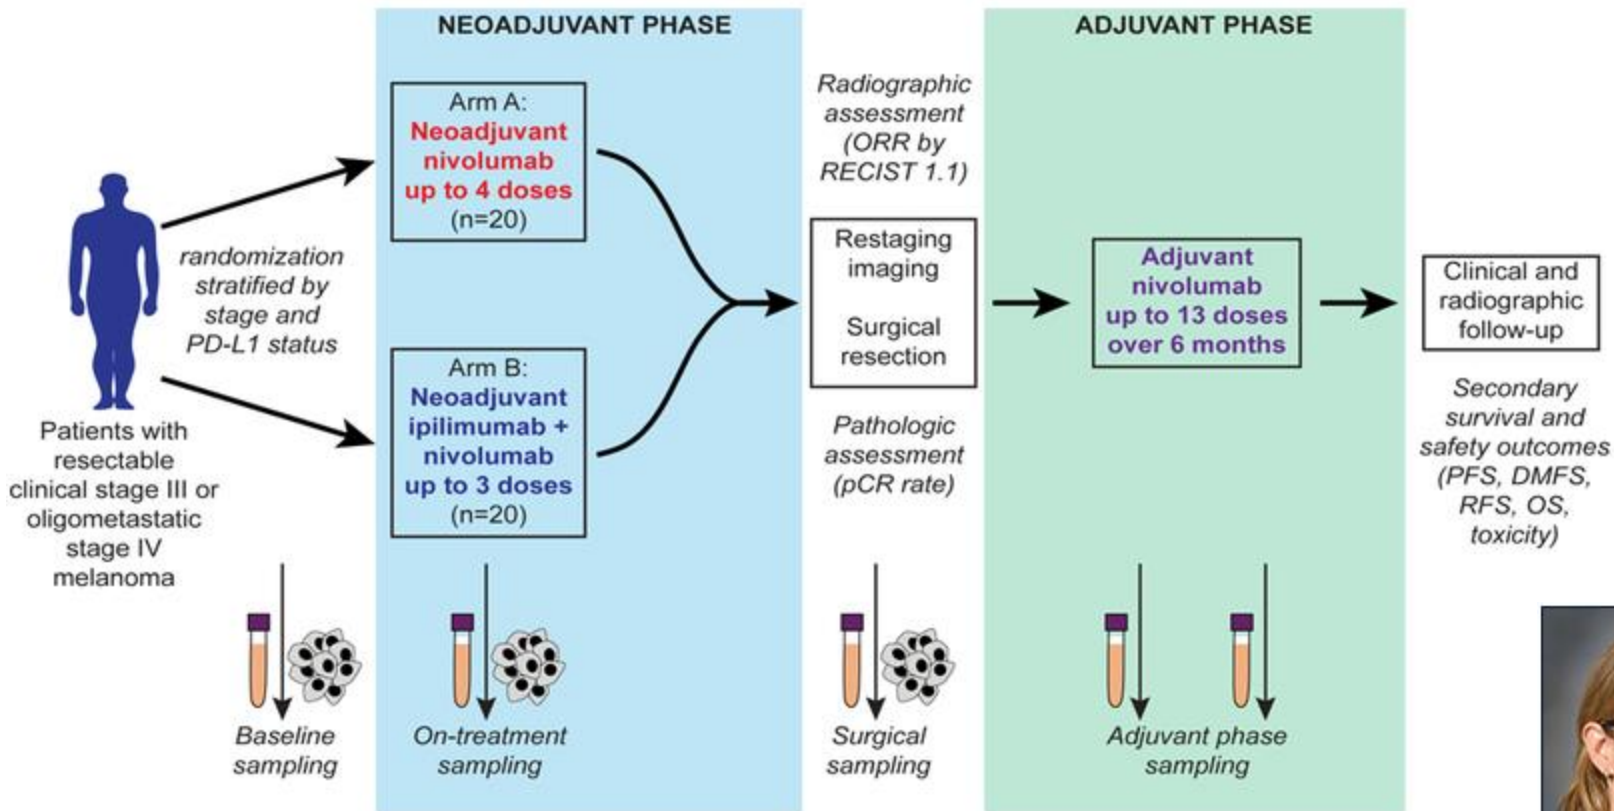 NEOADJUVANT PHASE
ADJUVANT PHASE
randomization
stratified by
stage and
PD-L1 status
Patients with
resectable
clinical stage III or
oligometastatic
stage IV
melanoma
Arm A:
Neoadjuvant
nivolumab
up to 4 doses
(n=20)
Arm B:
Neoadjuvant
ipilimumab +
nivolumab
up to 3 doses
(n=20)
Radiographic
assessment
(ORR by
RECIST 1.1)
Restaging
imaging
Surgical
resection
Pathologic
assessment
(pCR rate)
Adjuvant
nivolumab
up to 13 doses
over 6 months
Clinical and
radiographic
follow-up
Secondary
survival and
safety outcomes
(PFS, DMFS,
RFS, OS,
toxicity)
Baseline
sampling
On-treatment
sampling
Surgical
sampling
Adjuvant phase
sampling